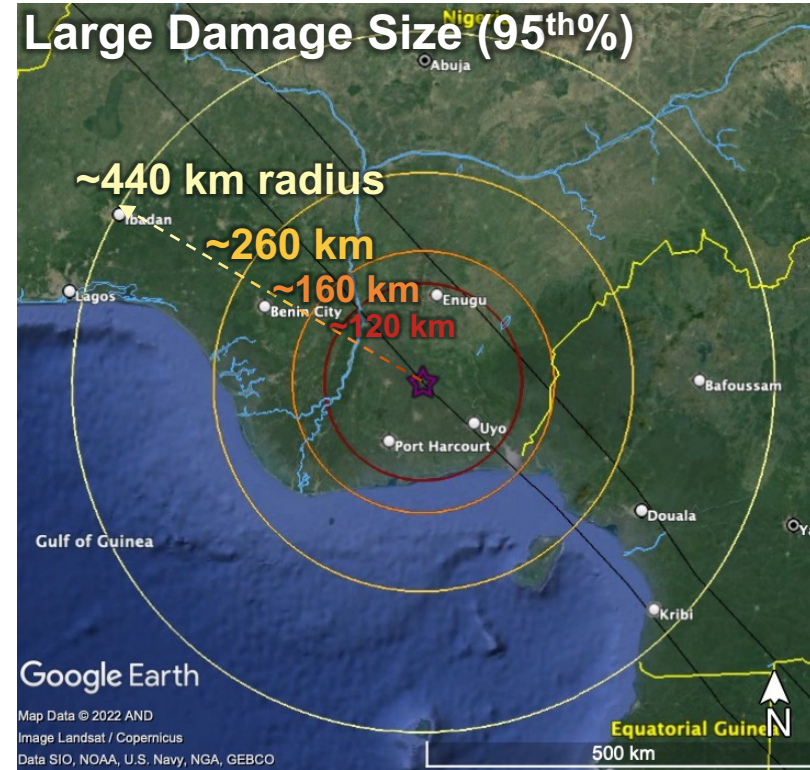 Large Damage Size (95th%)
Nigeria
Abuja
~440 km radius
Ibadan
~260 km
~160 km
Lagos
Enugu
Benin City
~120 km
Bafoussam
Uyo
Port Harcourt
Douala
Gulf of Guinea
Kribi
Google Earth
Map Data © 2022 AND
Image Landsat / Copernicus
Data SIO, NOAA, U.S. Navy, NGA, GEBCO
Equatorial Guinea
N
500 km